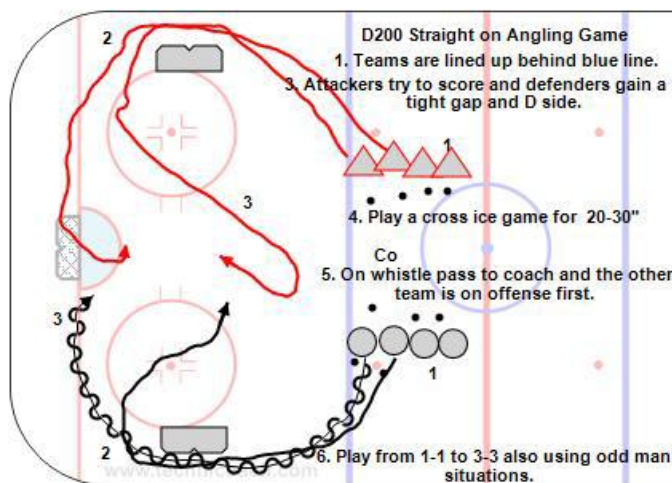 D200 Straight on Angling Game
2
1. Teams are lined up behind blue line.
3. Attackers try to score and defenders gain a
tight gap and D side.
1
3
4. Play a cross ice game for 20-30"
Co
5. On whistle pass to coach and the other
team is on offense first.
3
1
2
6. Play from 1-1 to 3-3 also using odd man
situations.